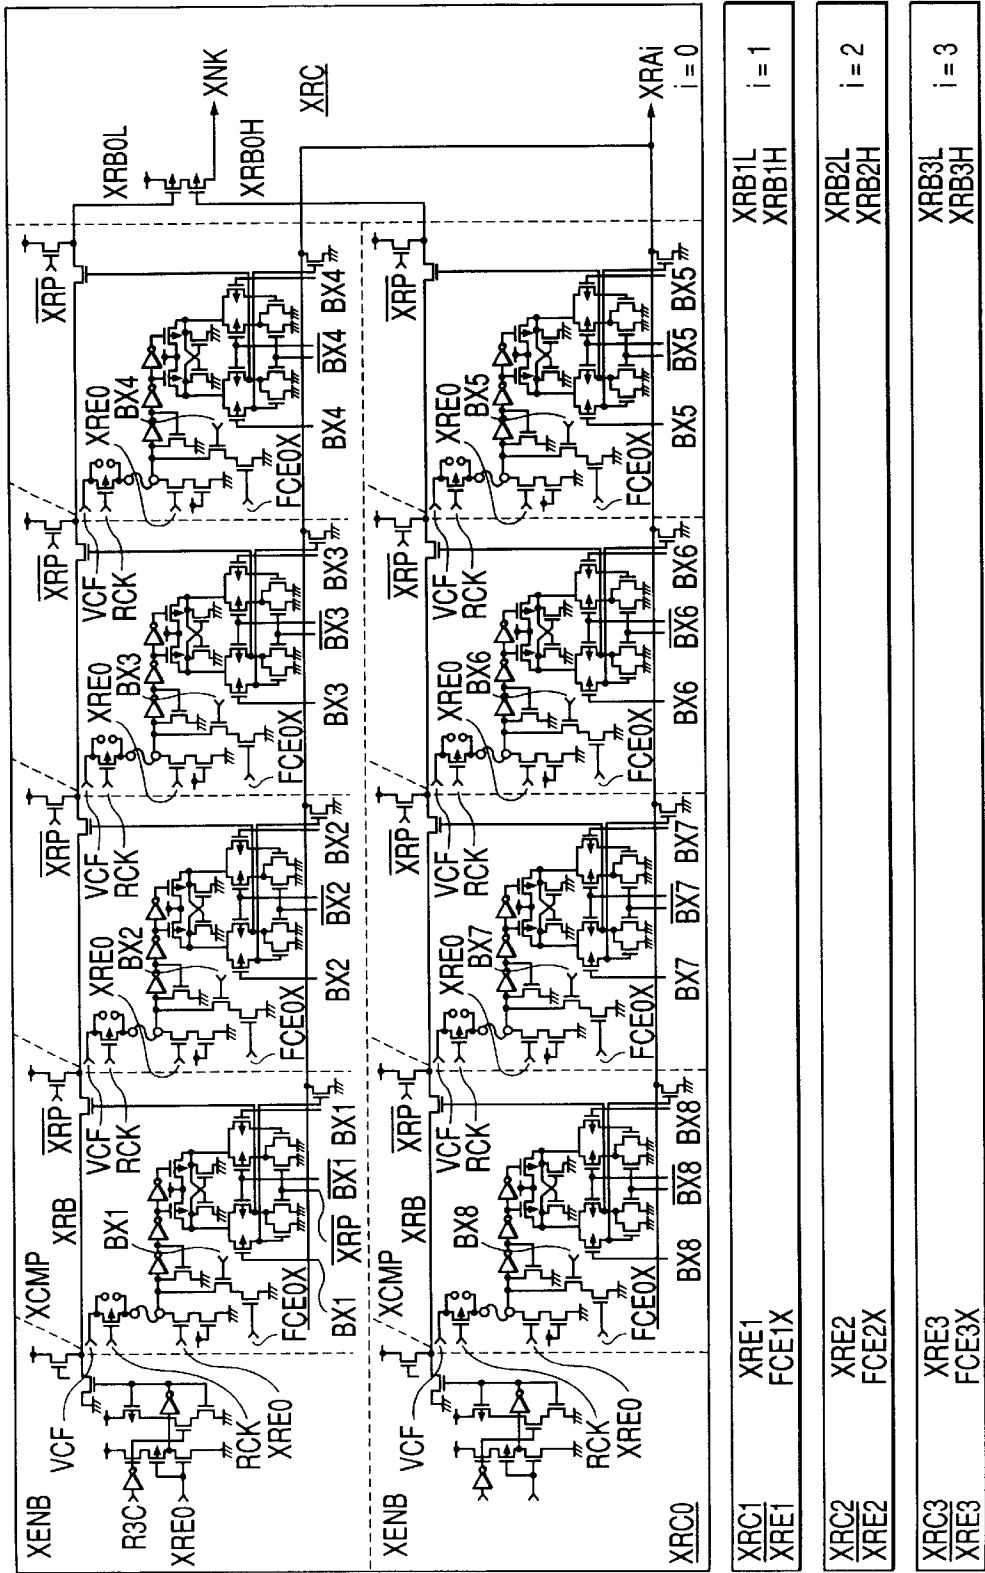 XENB
R3C
XRE0
VCF
RCK
XRE0
XCMP
XRB
BX1
FCE0X
BX1
XRP
BX1
BX1
XRP
VCF
RCK
XRE0
BX2
FCE0X
BX2
BX2
BX2
XRP
VCF
RCK
XRE0
BX3
FCE0X
BX3
BX3
BX3
XRP
VCF
RCK
XRE0
BX4
FCE0X
BX4
BX4
BX4
XRP
XRB0L
XNK
XRB0H
XRC
XENB
VCF
RCK
XRE0
XCMP
XRB
BX8
FCE0X
BX8
BX8
BX8
XRP
VCF
RCK
XRE0
BX7
FCE0X
BX7
BX7
BX7
XRP
VCF
RCK
XRE0
BX6
FCE0X
BX6
BX6
BX6
XRP
VCF
RCK
XRE0
BX5
FCE0X
BX5
BX5
BX5
XRP
XRAi
i = 0
XRC0
XRC1 XRE1 XRB1L i = 1
XRE1 FCE1X XRB1H
XRC2 XRE2 XRB2L i = 2
XRE2 FCE2X XRB2H
XRC3 XRE3 XRB3L i = 3
XRE3 FCE3X XRB3H